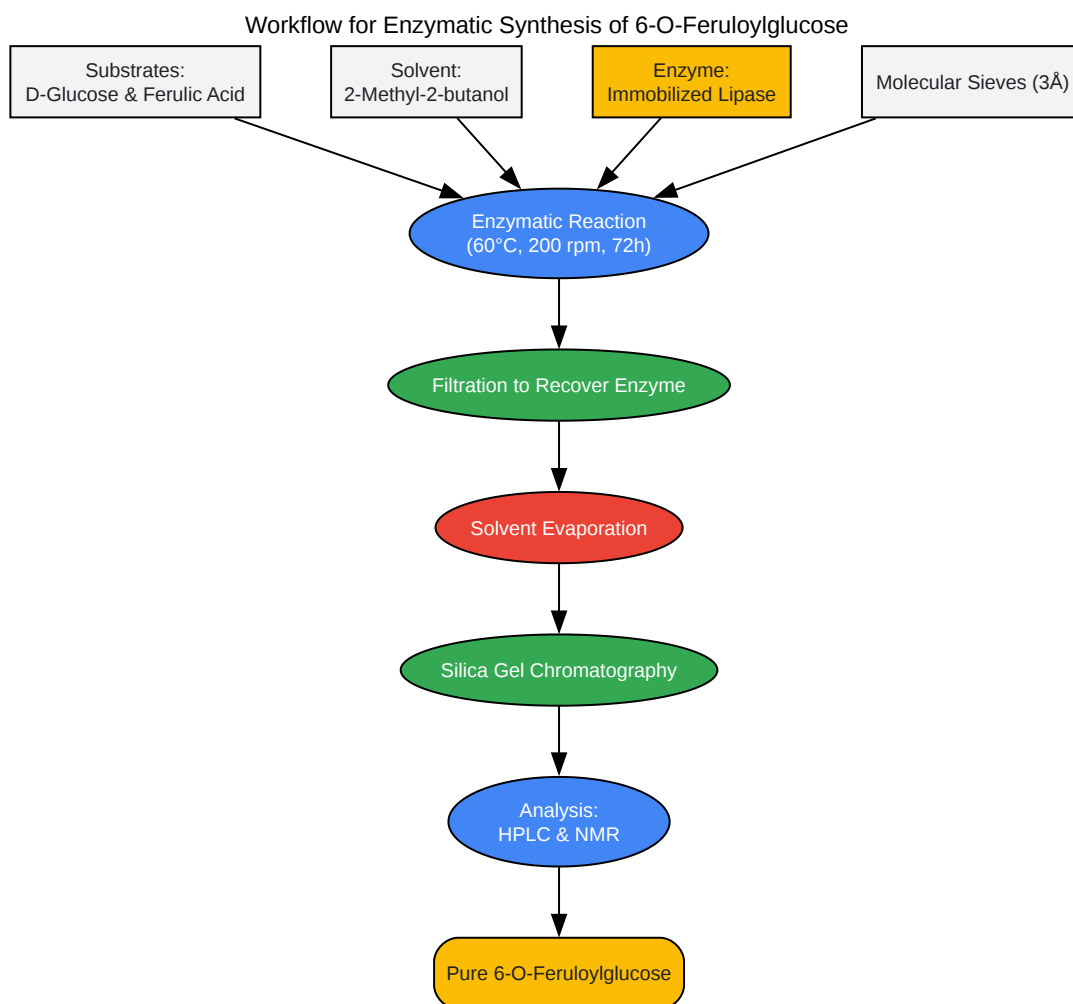 Workflow for Enzymatic Synthesis of 6-O-Feruloylglucose
Substrates:
D-Glucose & Ferulic Acid
Solvent:
2-Methyl-2-butanol
Enzyme:
Immobilized Lipase
Molecular Sieves (3Å)
Enzymatic Reaction
(60°C, 200 rpm, 72h)
Filtration to Recover Enzyme
Solvent Evaporation
Silica Gel Chromatography
Analysis:
HPLC & NMR
Pure 6-O-Feruloylglucose